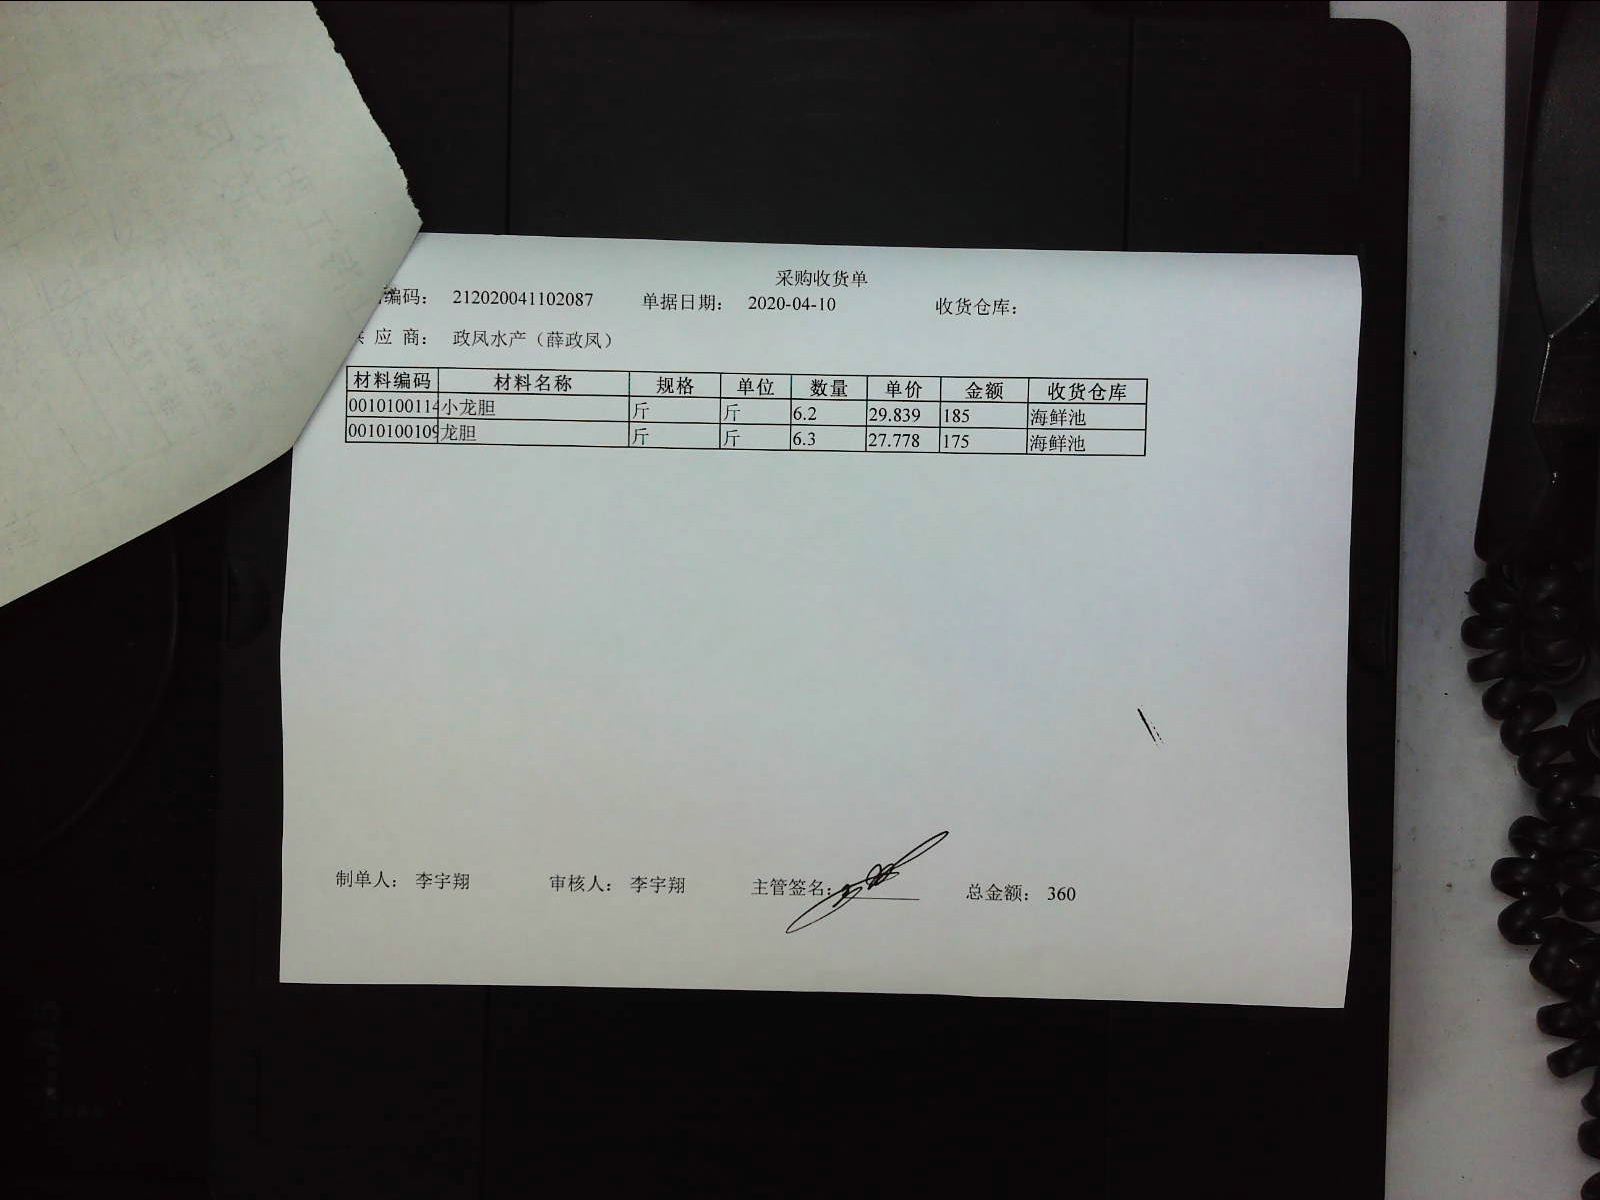 采购收货单
编码： 212020041102087 单据日期： 2020-04-10 收货仓库：
应 商： 政凤水产（薛政凤）
材料编码 材料名称 规格 单位 数量 单价 金额 收货仓库
0010100114 小龙胆 斤 斤 6.2 29.839 185 海鲜池
0010100109 龙胆 斤 斤 6.3 27.778 175 海鲜池
制单人： 李宇翔 审核人： 李宇翔 主管签名： 总金额： 360